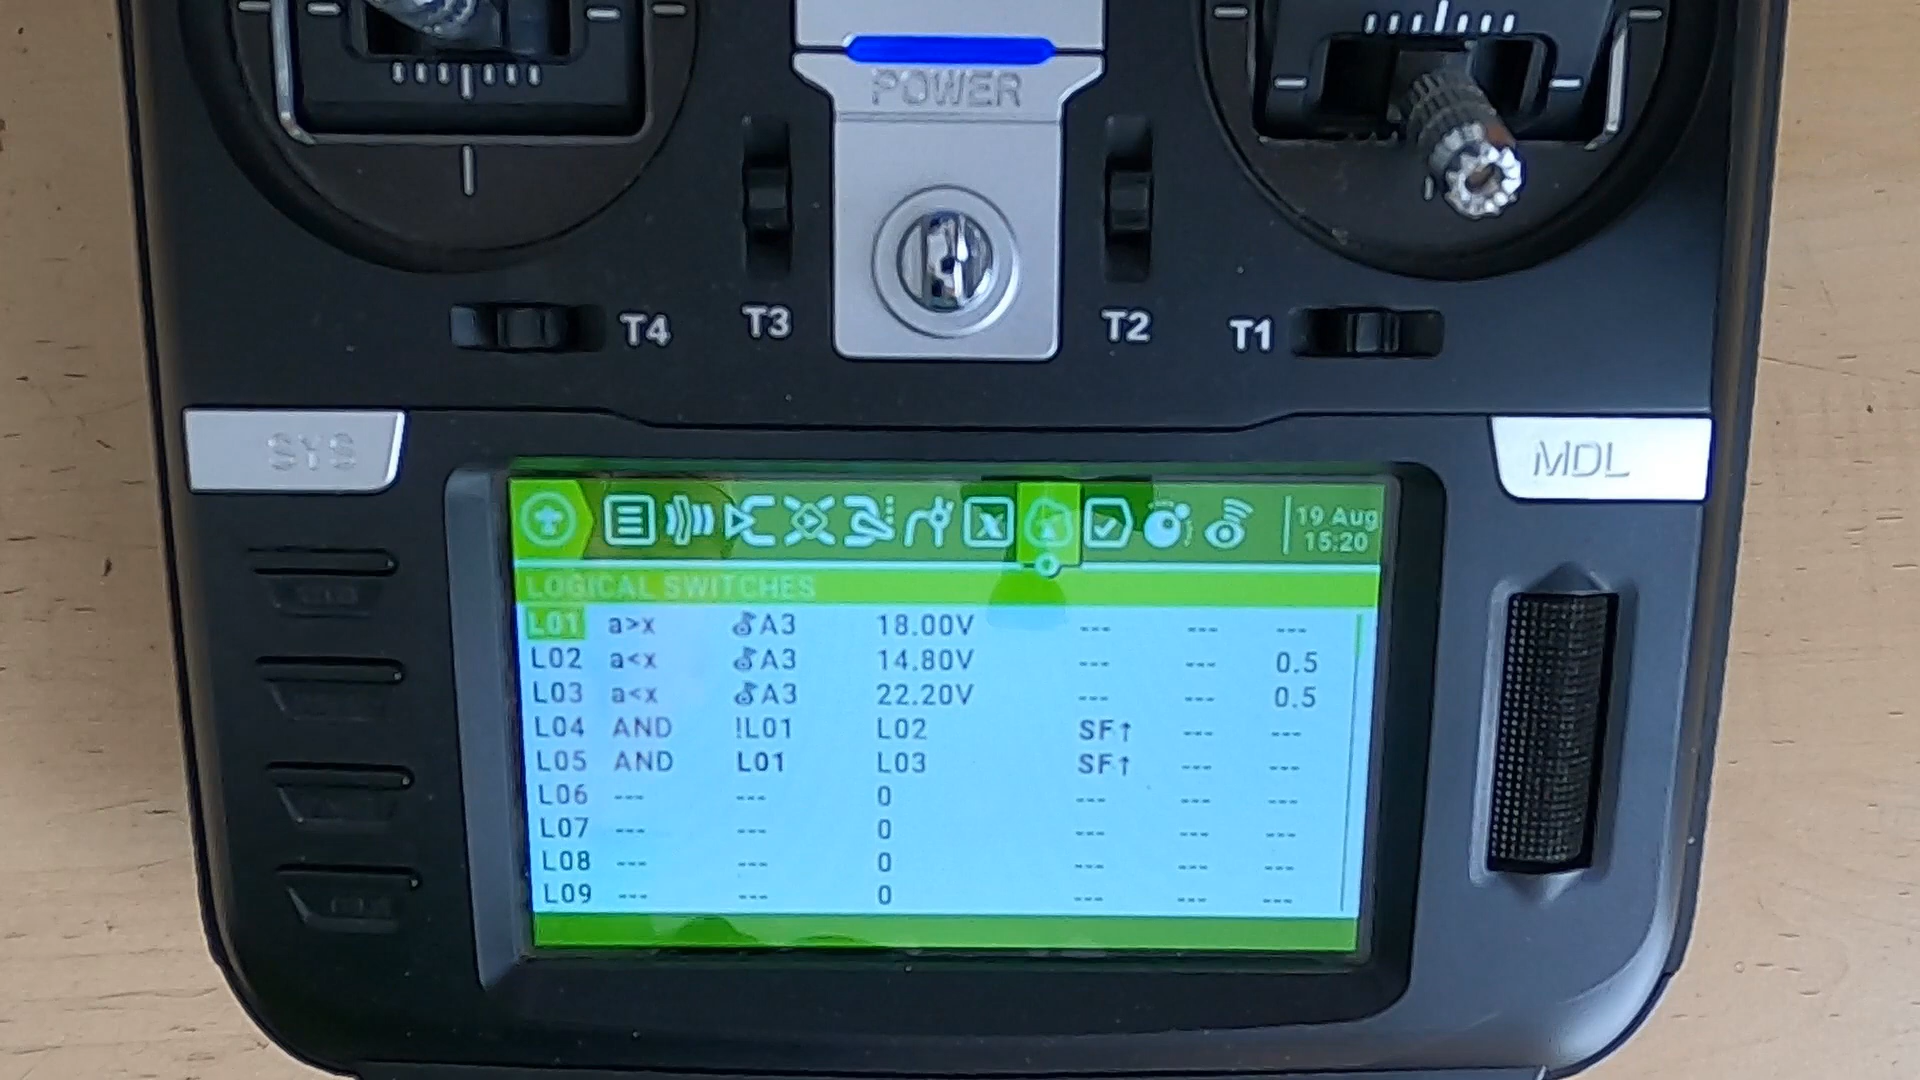 POWER
T4 T3 T2 T1
SYS MDL
19 Aug
15:20
LOGICAL SWITCHES
L01 a>x A3 18.00V --- --- ---
L02 a<x A3 14.80V --- --- 0.5
L03 a<x A3 22.20V --- --- 0.5
L04 AND !L01 L02 SF↑ --- ---
L05 AND L01 L03 SF↑ --- ---
L06 --- --- 0 --- --- ---
L07 --- --- 0 --- --- ---
L08 --- --- 0 --- --- ---
L09 --- --- 0 --- --- ---